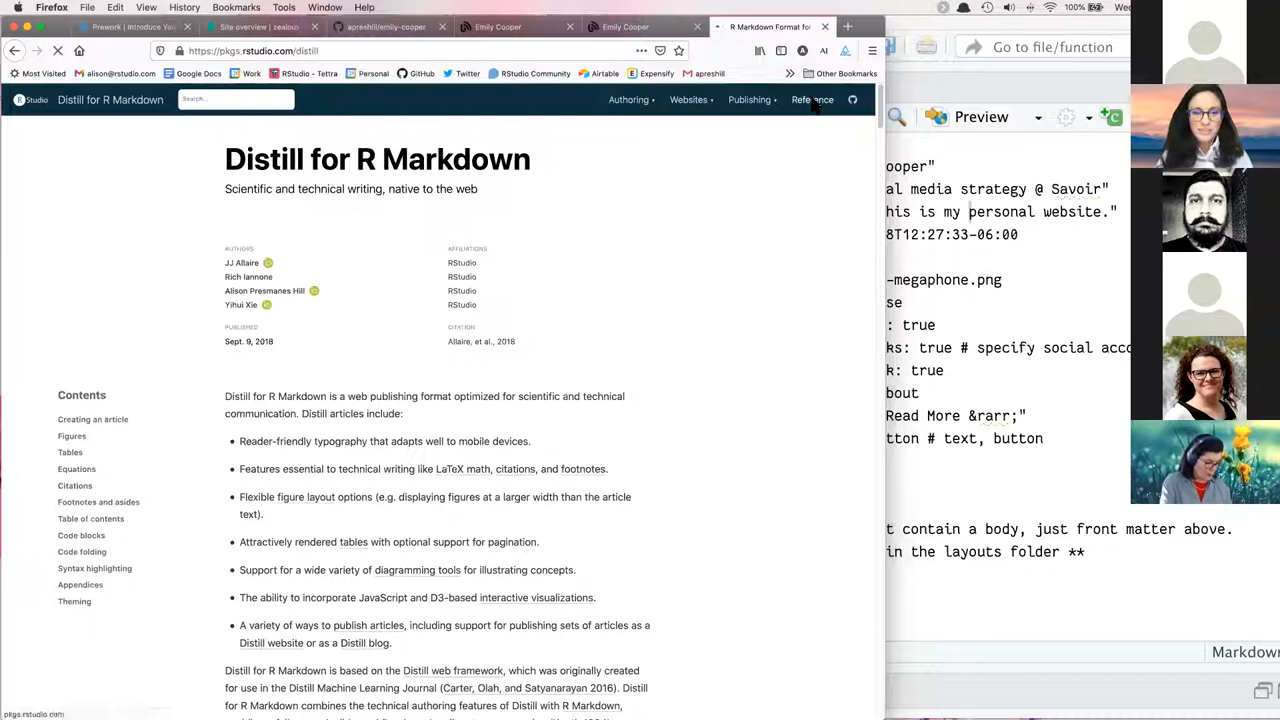 Firefox File Edit View History Bookmarks Tools Window Help 100%
Prework | Introduce Yo
Site overview | zealous
apreshill/emily-cooper
Emily Cooper
Emily Cooper
R Markdown Format for
https://pkgs.rstudio.com/distill
Go to file/function
Most Visited alison@rstudio.com Google Docs Work RStudio - Tettra Personal GitHub Twitter RStudio Community Airtable Expensify apreshill Other Bookmarks
R Studio Distill for R Markdown Search... Authoring Websites Publishing Reference
Preview
Distill for R Markdown
Scientific and technical writing, native to the web
ooper"
al media strategy @ Savoir"
his is my personal website."
8T12:27:33-06:00
-megaphone.png
se
: true
ks: true # specify social acco
k: true
bout
Read More &rarr;"
tton # text, button
t contain a body, just front matter above.
in the layouts folder **
Markdown
AUTHORS
AFFILIATIONS
JJ Allaire
RStudio
Rich Iannone
RStudio
Alison Presmanes Hill
RStudio
Yihui Xie
RStudio
PUBLISHED
CITATION
Sept. 9, 2018
Allaire, et al., 2018
Contents
Creating an article
Figures
Tables
Equations
Citations
Footnotes and asides
Table of contents
Code blocks
Code folding
Syntax highlighting
Appendices
Theming
Distill for R Markdown is a web publishing format optimized for scientific and technical
communication. Distill articles include:
• Reader-friendly typography that adapts well to mobile devices.
• Features essential to technical writing like LaTeX math, citations, and footnotes.
• Flexible figure layout options (e.g. displaying figures at a larger width than the article
text).
• Attractively rendered tables with optional support for pagination.
• Support for a wide variety of diagramming tools for illustrating concepts.
• The ability to incorporate JavaScript and D3-based interactive visualizations.
• A variety of ways to publish articles, including support for publishing sets of articles as a
Distill website or as a Distill blog.
Distill for R Markdown is based on the Distill web framework, which was originally created
for use in the Distill Machine Learning Journal (Carter, Olah, and Satyanarayan 2016). Distill
for R Markdown combines the technical authoring features of Distill with R Markdown,
pkgs.rstudio.com